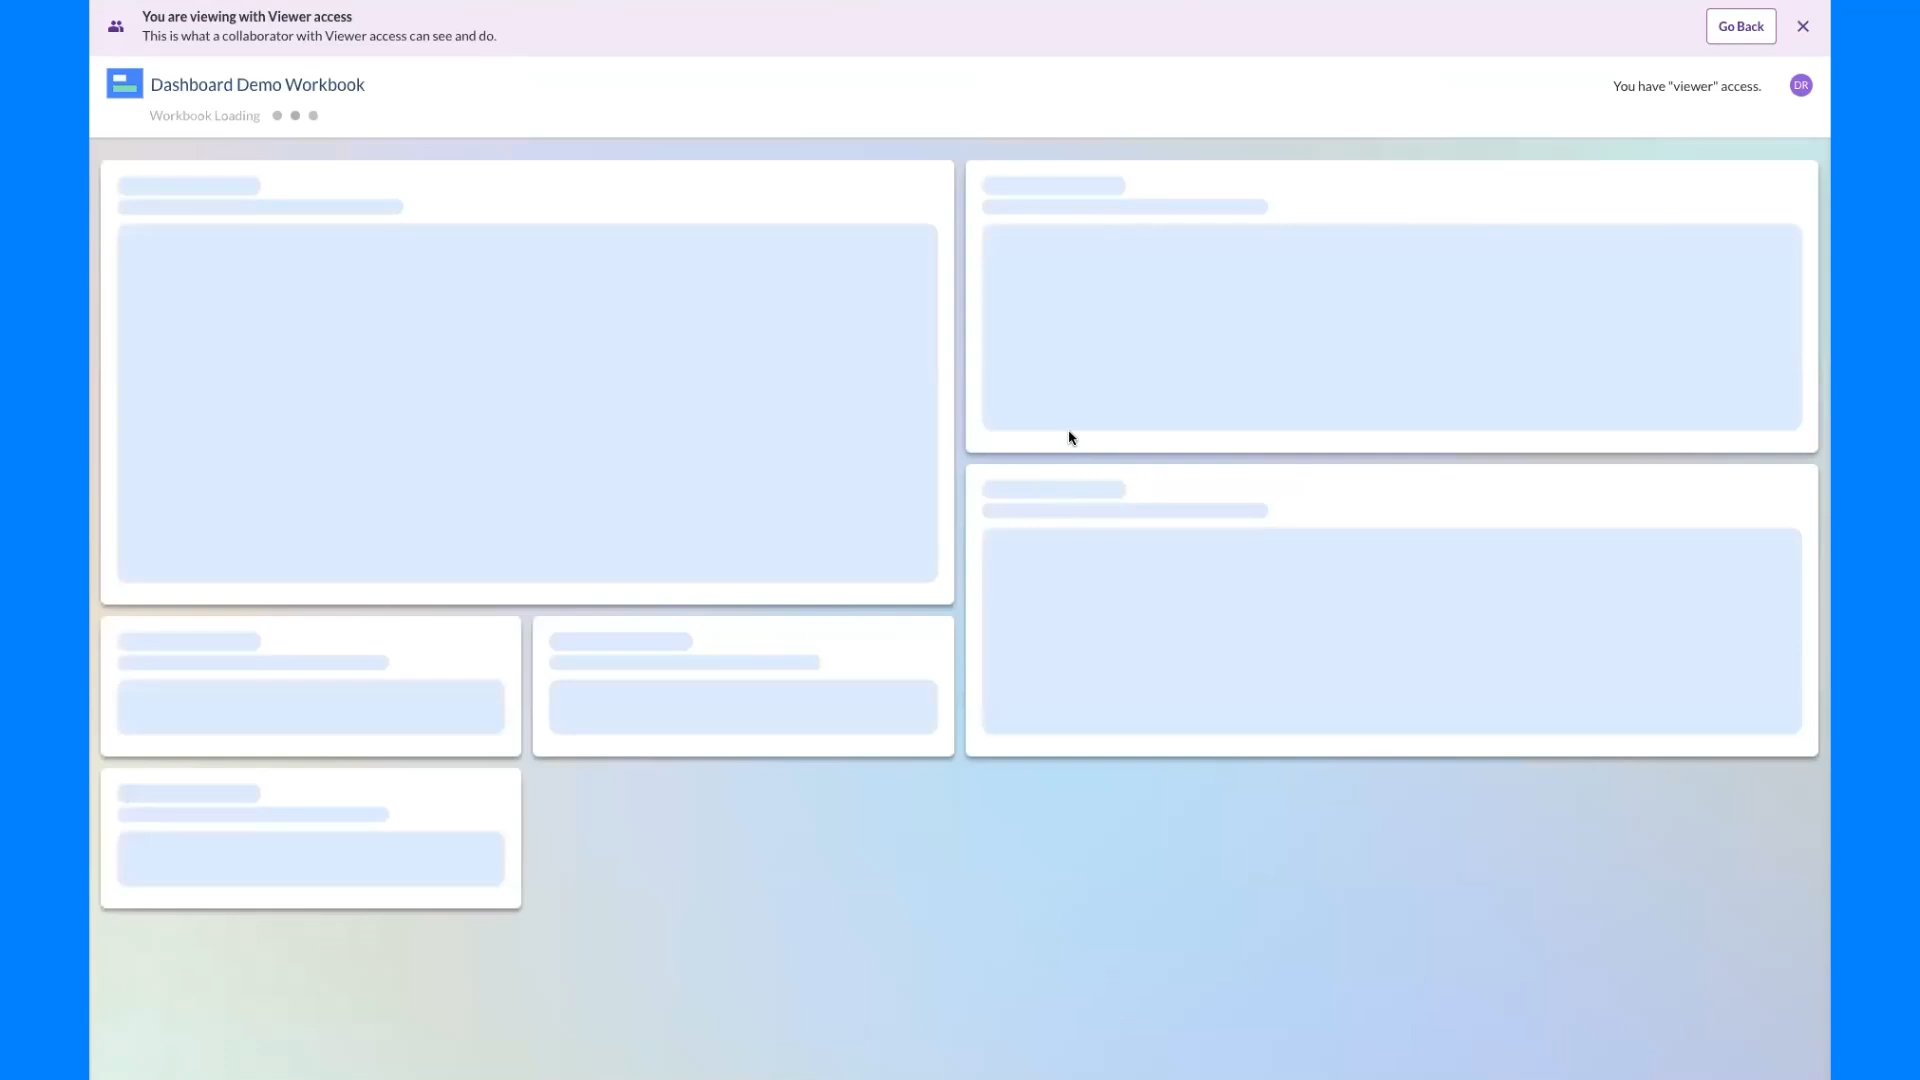 You are viewing with Viewer access
This is what a collaborator with Viewer access can see and do.
Go Back
Dashboard Demo Workbook
You have "viewer" access.
DR
Workbook Loading